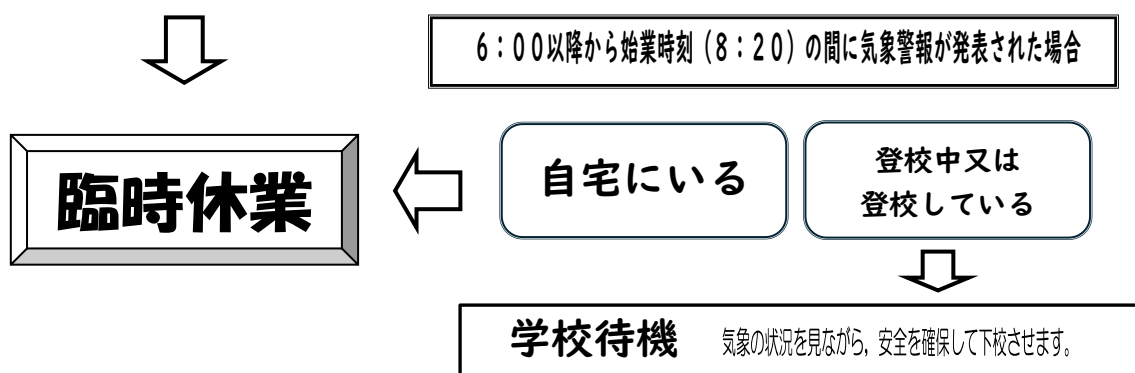 6:00以降から始業時刻(8:20)の間に気象警報が発表された場合
臨時休業
自宅にいる
登校中又は
登校している
学校待機 気象の状況を見ながら,安全を確保して下校させます。